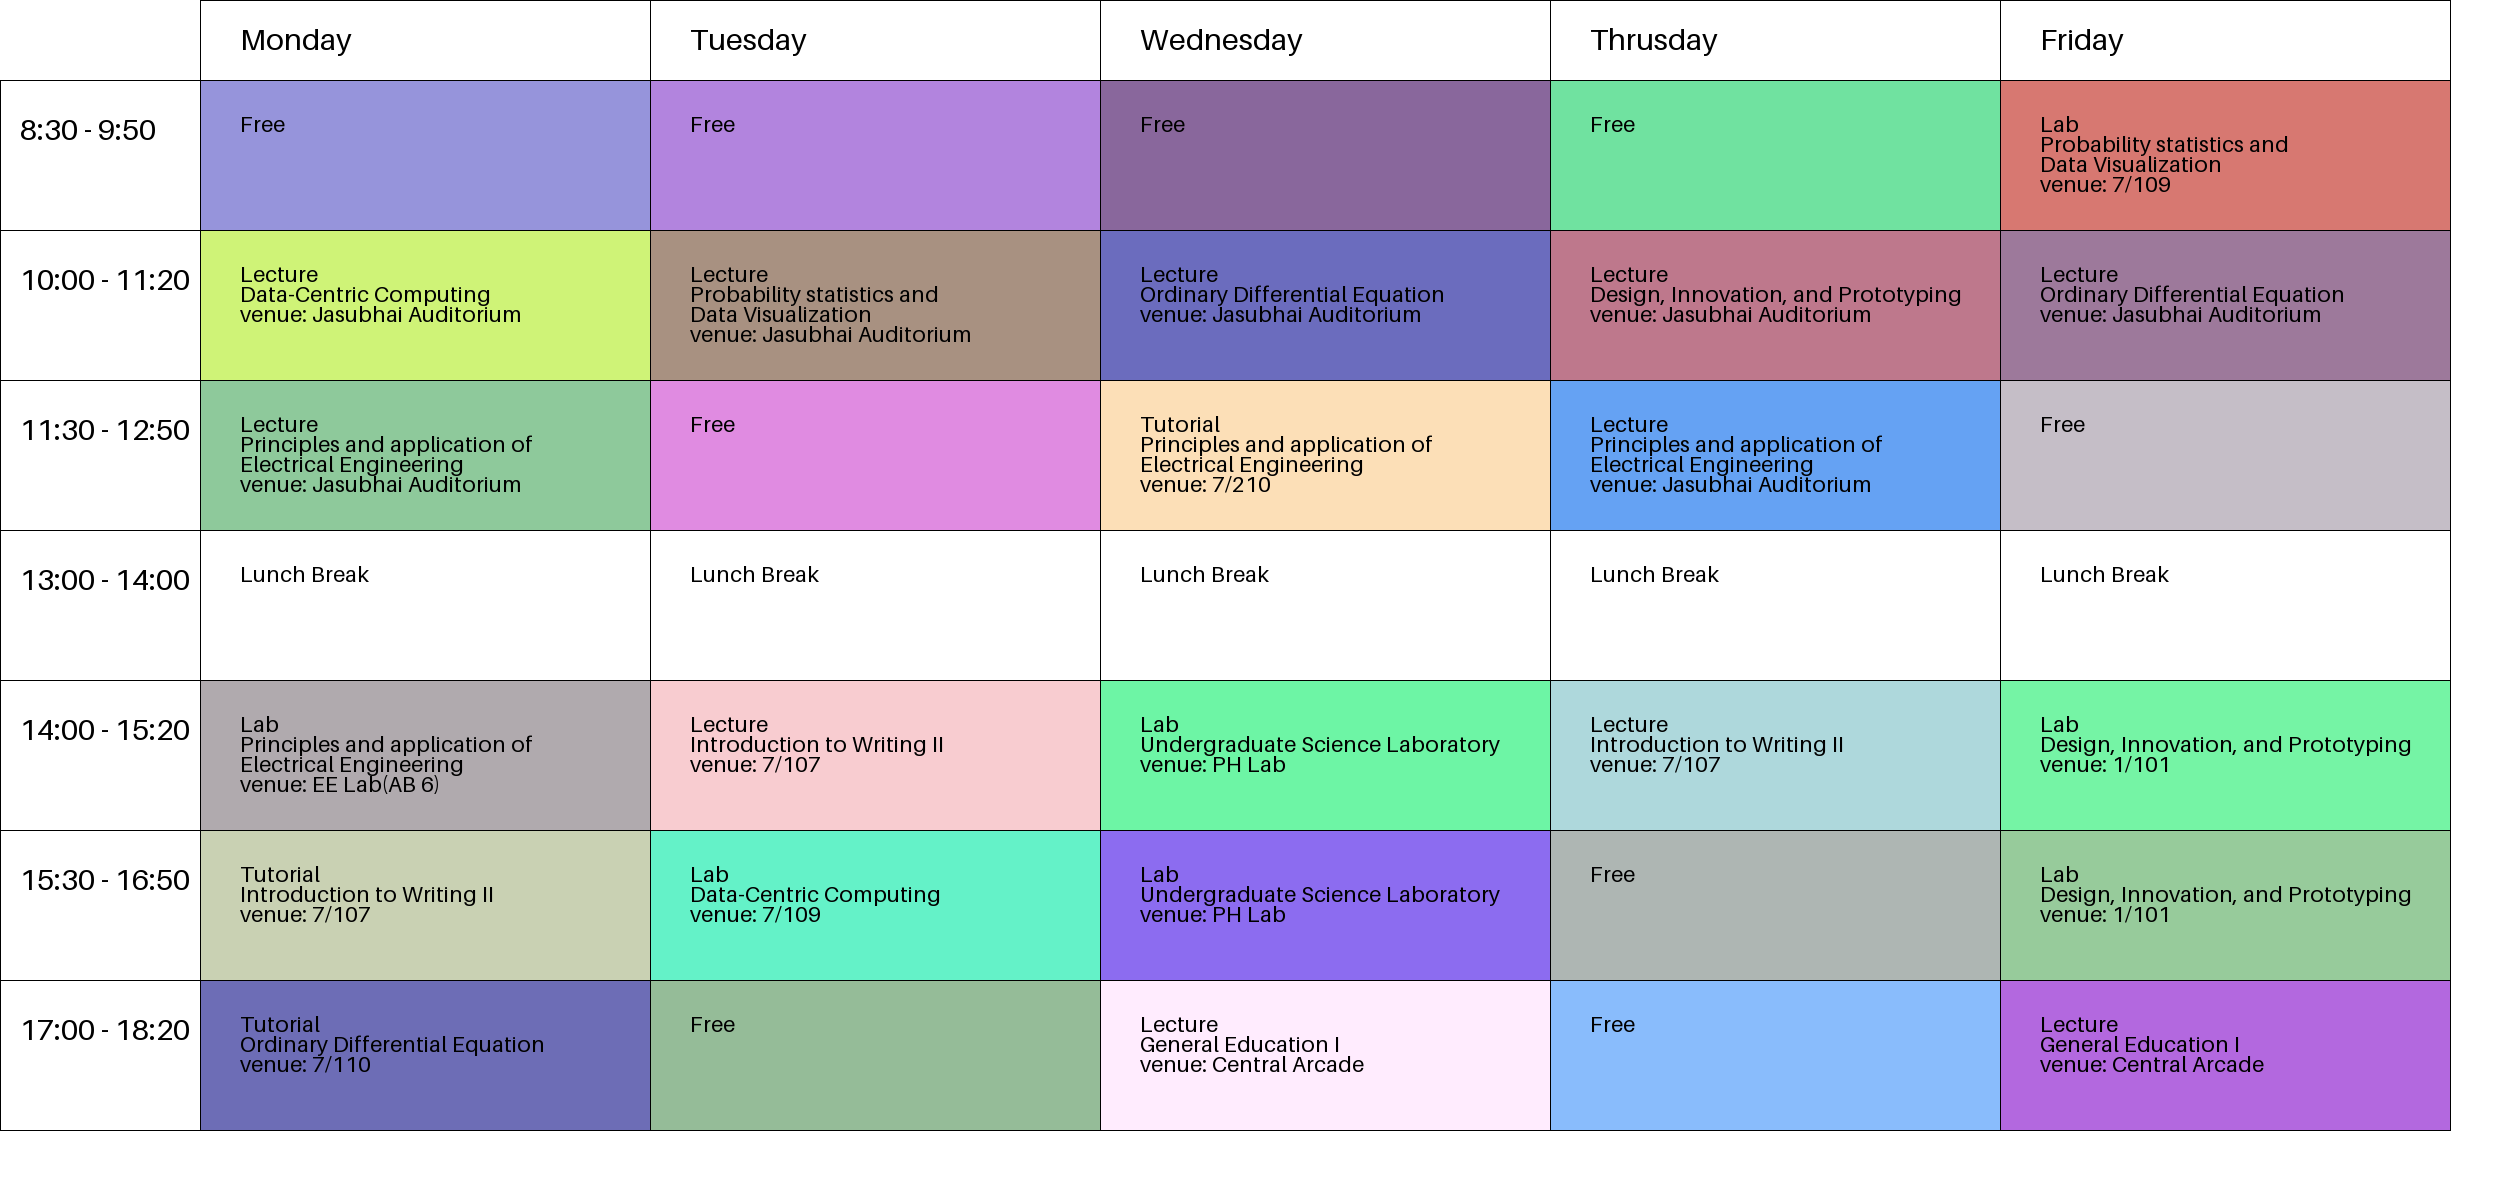 Monday
Tuesday
Wednesday
Thrusday
Friday
8:30 - 9:50
Free
Free
Free
Free
Lab
Probability statistics and
Data Visualization
venue: 7/109
10:00 - 11:20
Lecture
Data-Centric Computing
venue: Jasubhai Auditorium
Lecture
Probability statistics and
Data Visualization
venue: Jasubhai Auditorium
Lecture
Ordinary Differential Equation
venue: Jasubhai Auditorium
Lecture
Design, Innovation, and Prototyping
venue: Jasubhai Auditorium
Lecture
Ordinary Differential Equation
venue: Jasubhai Auditorium
11:30 - 12:50
Lecture
Principles and application of
Electrical Engineering
venue: Jasubhai Auditorium
Free
Tutorial
Principles and application of
Electrical Engineering
venue: 7/210
Lecture
Principles and application of
Electrical Engineering
venue: Jasubhai Auditorium
Free
13:00 - 14:00
Lunch Break
Lunch Break
Lunch Break
Lunch Break
Lunch Break
14:00 - 15:20
Lab
Principles and application of
Electrical Engineering
venue: EE Lab(AB 6)
Lecture
Introduction to Writing II
venue: 7/107
Lab
Undergraduate Science Laboratory
venue: PH Lab
Lecture
Introduction to Writing II
venue: 7/107
Lab
Design, Innovation, and Prototyping
venue: 1/101
15:30 - 16:50
Tutorial
Introduction to Writing II
venue: 7/107
Lab
Data-Centric Computing
venue: 7/109
Lab
Undergraduate Science Laboratory
venue: PH Lab
Free
Lab
Design, Innovation, and Prototyping
venue: 1/101
17:00 - 18:20
Tutorial
Ordinary Differential Equation
venue: 7/110
Free
Lecture
General Education I
venue: Central Arcade
Free
Lecture
General Education I
venue: Central Arcade